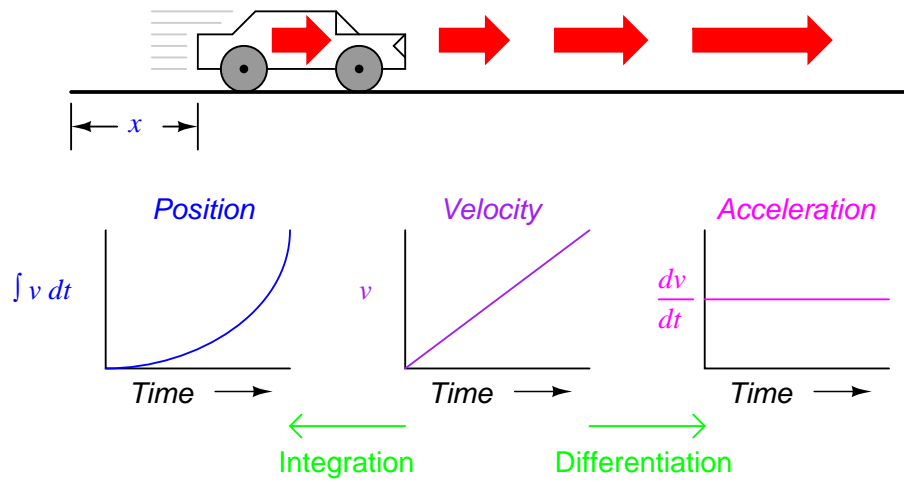 x
Position
Velocity
Acceleration
∫ v dt
v
dv
dt
Time
Time
Time
Integration
Differentiation